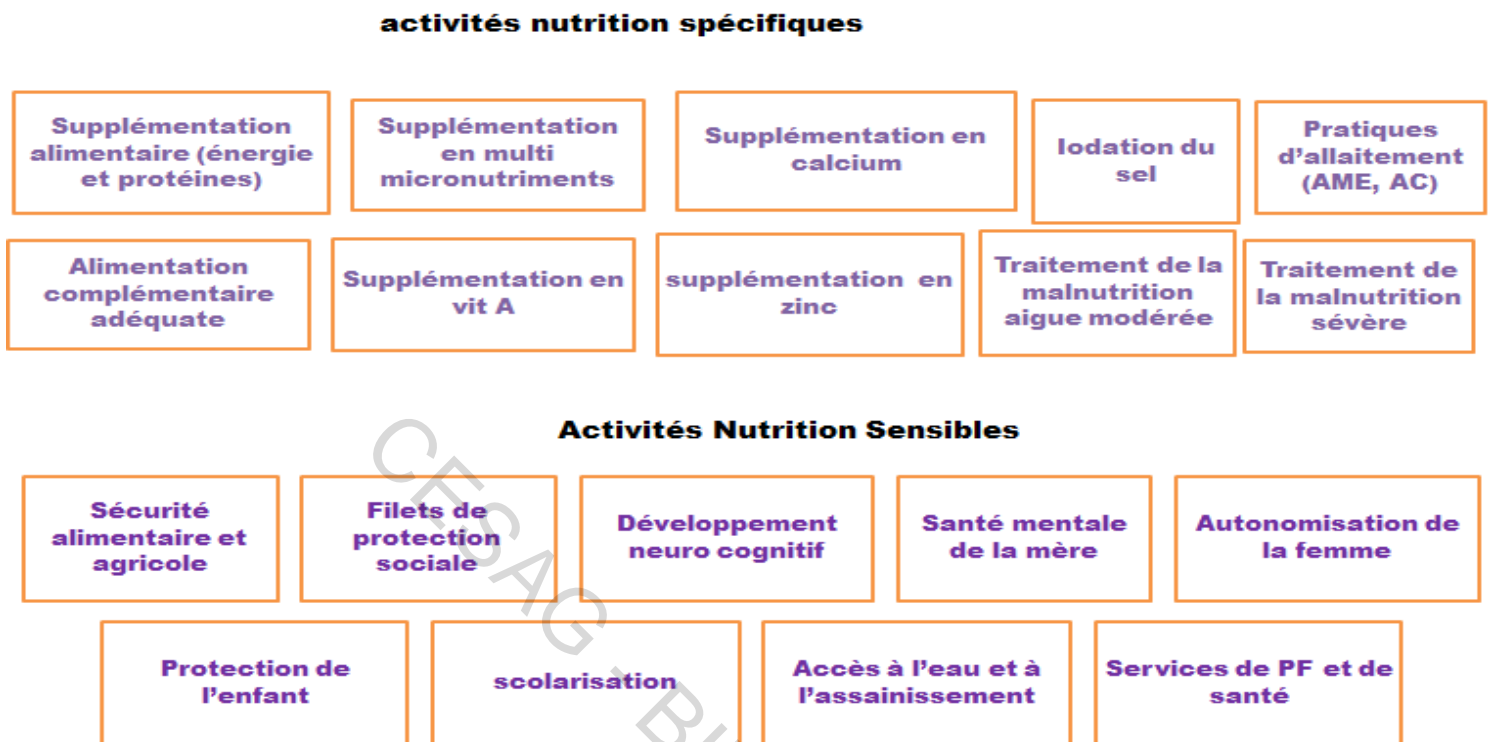 activités nutrition spécifiques
Supplémentation
alimentaire (énergie
et protéines)
Supplémentation
en multi
micronutriments
Supplémentation en
calcium
Iodation du
sel
Pratiques
d'allaitement
(AME, AC)
Alimentation
complémentaire
adéquate
Supplémentation en
vit A
supplémentation en
zinc
Traitement de la
malnutrition
aigue modérée
Traitement de
la malnutrition
sévère
Activités Nutrition Sensibles
Sécurité
alimentaire et
agricole
Filets de
protection
sociale
Développement
neuro cognitif
Santé mentale
de la mère
Autonomisation de
la femme
Protection de
l'enfant
scolarisation
Accès à l'eau et à
l'assainissement
Services de PF et de
santé
CESAG -